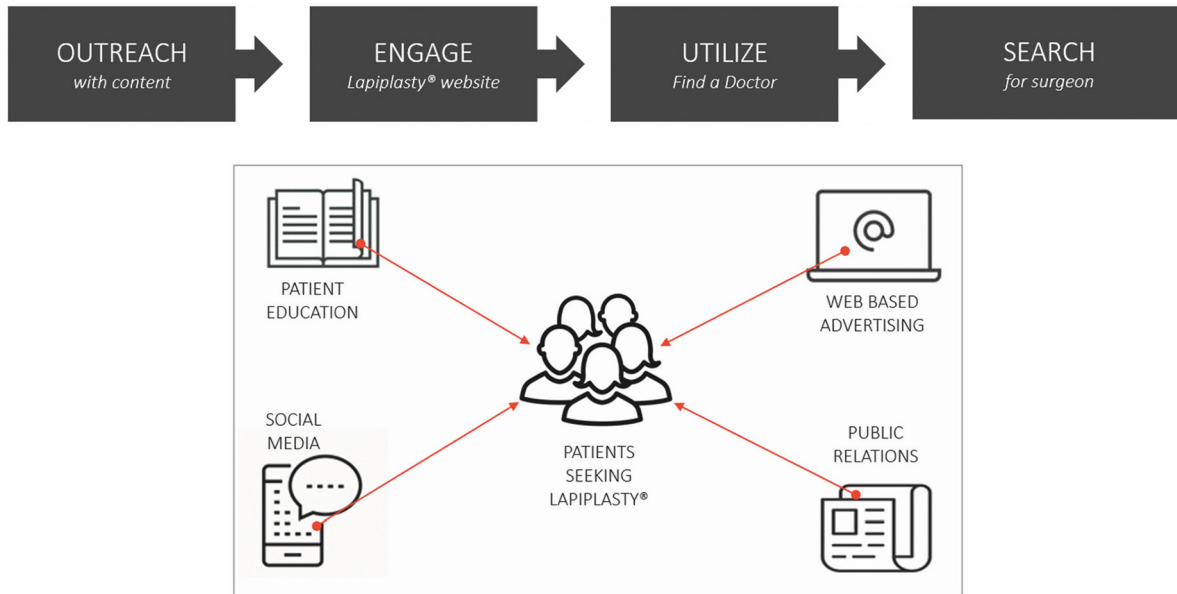 OUTREACH
with content
ENGAGE
Lapiplasty® website
UTILIZE
Find a Doctor
SEARCH
for surgeon
PATIENT
EDUCATION
WEB BASED
ADVERTISING
SOCIAL
MEDIA
PATIENTS
SEEKING
LAPIPLASTY®
PUBLIC
RELATIONS